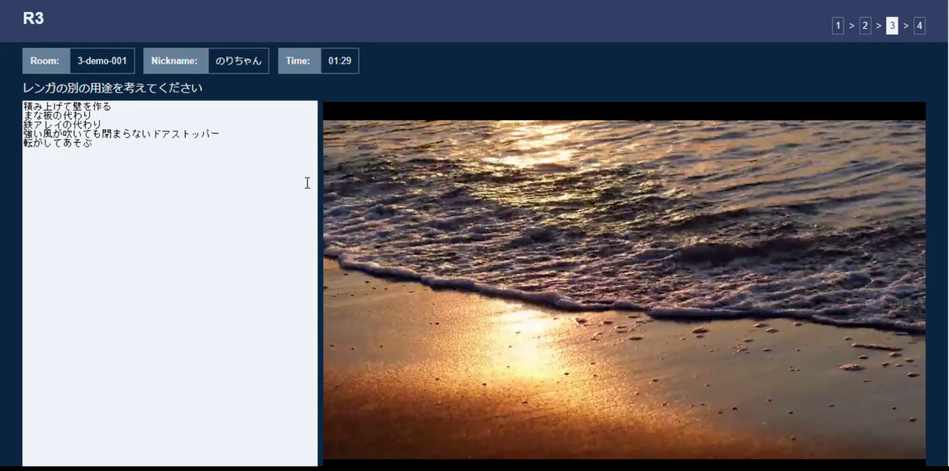 R3
1 > 2 > 3 > 4
Room: 3-demo-001 Nickname: のりちゃん Time: 01:29
レンガの別の用途を考えてください
積み上げて壁を作る
まな板の代わり
鉄アレイの代わり
強い風が吹いても閉まらないドアストッパー
転がしてあそぶ